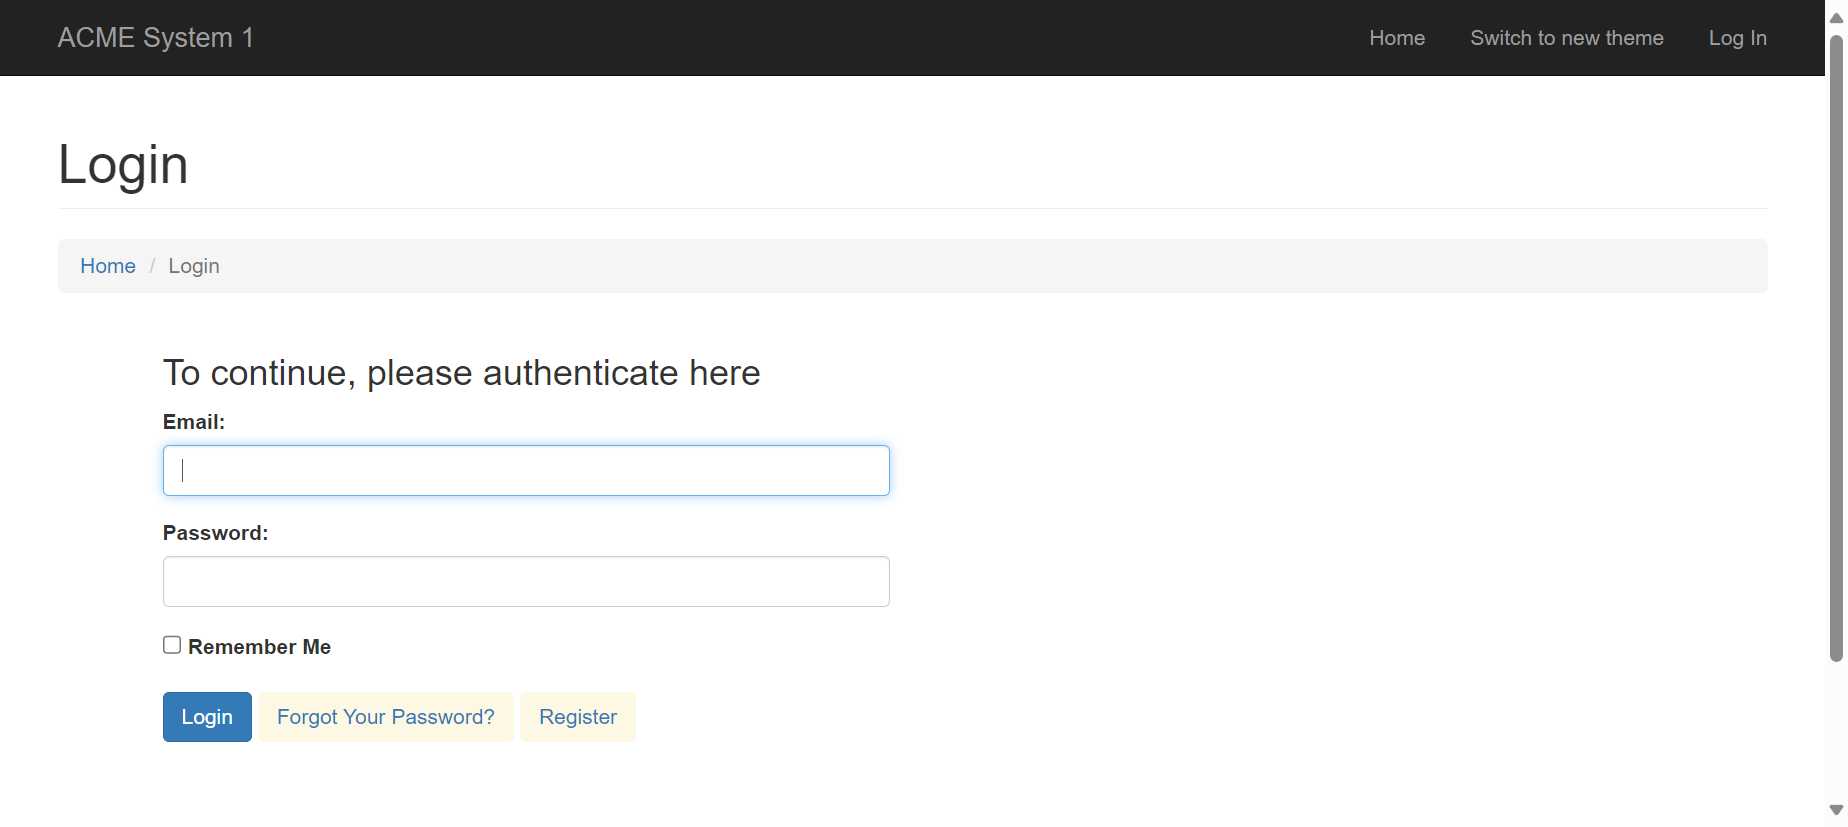 ACME System 1 Home Switch to new theme Log In
Login
Home / Login
To continue, please authenticate here
Email:
Password:
Remember Me
Login Forgot Your Password? Register